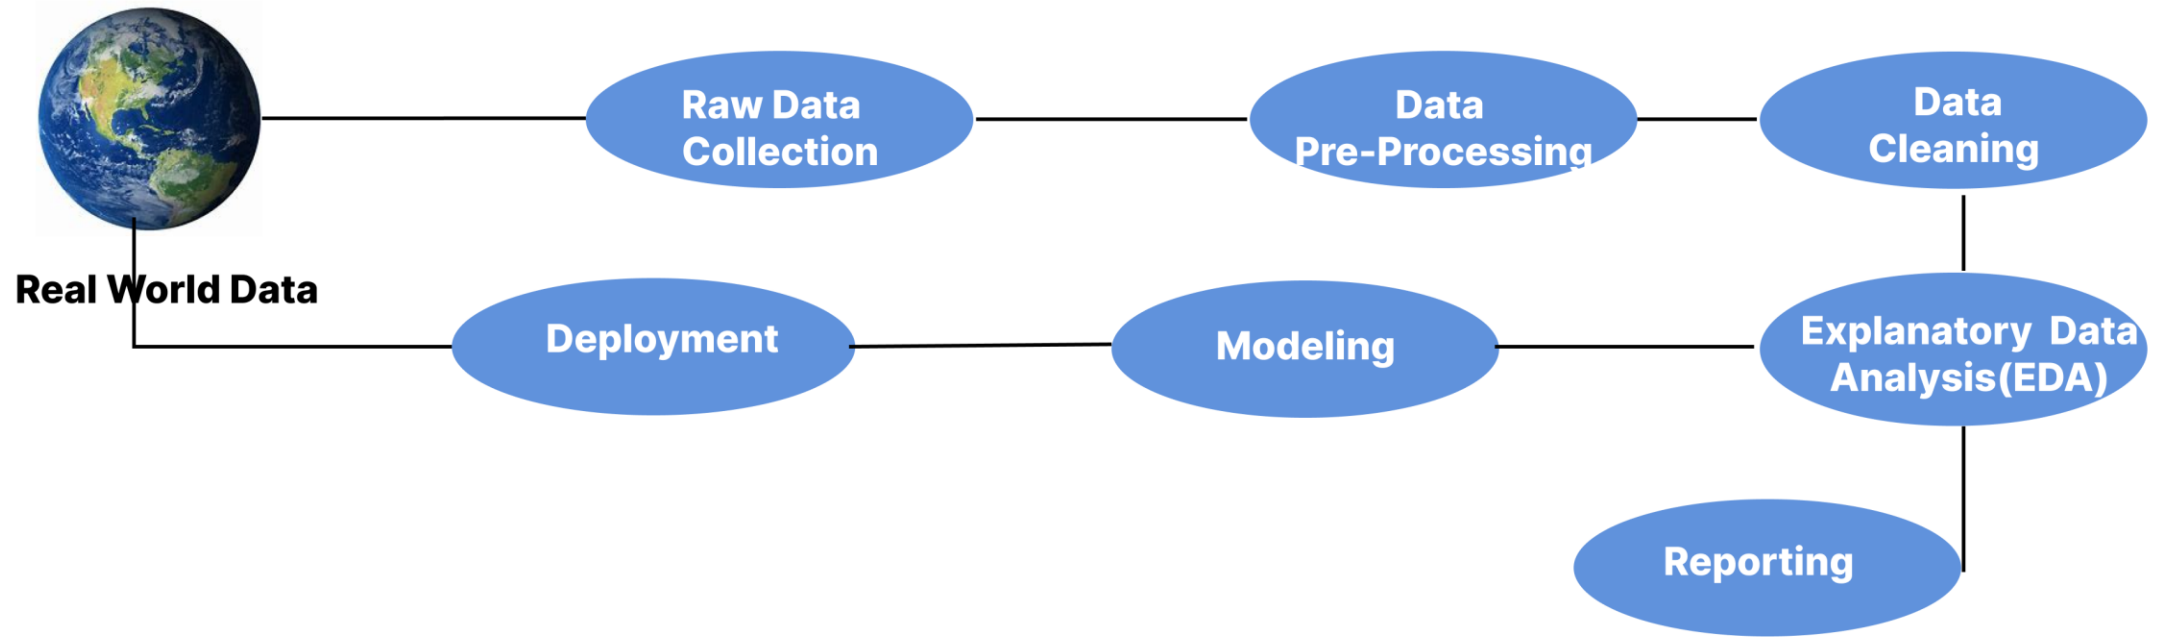 Raw Data
Collection
Data
Pre-Processing
Data
Cleaning
Real World Data
Deployment
Modeling
Explanatory Data
Analysis(EDA)
Reporting